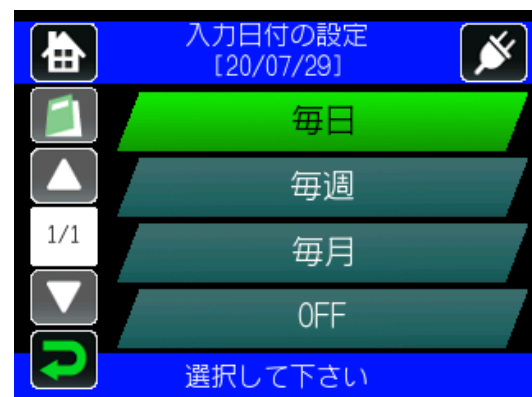 入力日付の設定
[20/07/29]
毎日
毎週
1/1
毎月
OFF
選択して下さい